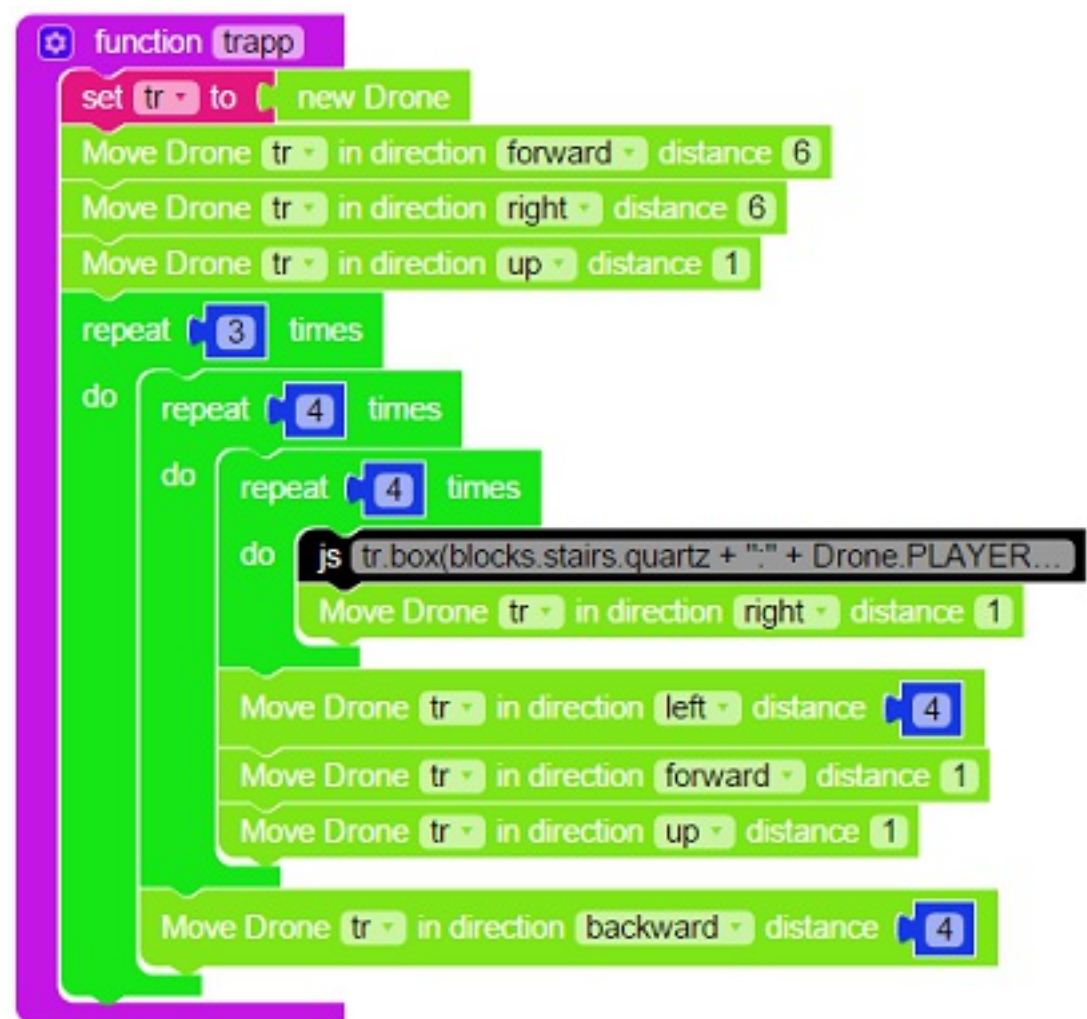 function trapp
set tr to new Drone
Move Drone tr in direction forward distance 6
Move Drone tr in direction right distance 6
Move Drone tr in direction up distance 1
repeat 3 times
do repeat 4 times
do repeat 4 times
do js tr.box(blocks.stairs.quartz + ":" + Drone.PLAYER...
Move Drone tr in direction right distance 1
Move Drone tr in direction left distance 4
Move Drone tr in direction forward distance 1
Move Drone tr in direction up distance 1
Move Drone tr in direction backward distance 4